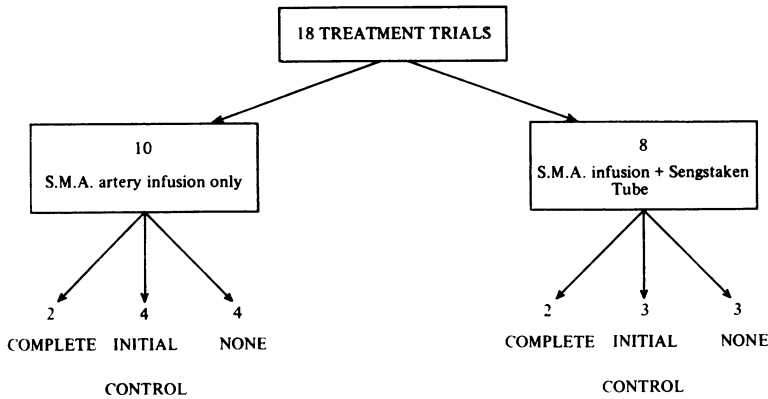 18 TREATMENT TRIALS
10
S.M.A. artery infusion only
8
S.M.A. infusion + Sengstaken
Tube
2 4 4
COMPLETE INITIAL NONE
CONTROL
2 3 3
COMPLETE INITIAL NONE
CONTROL